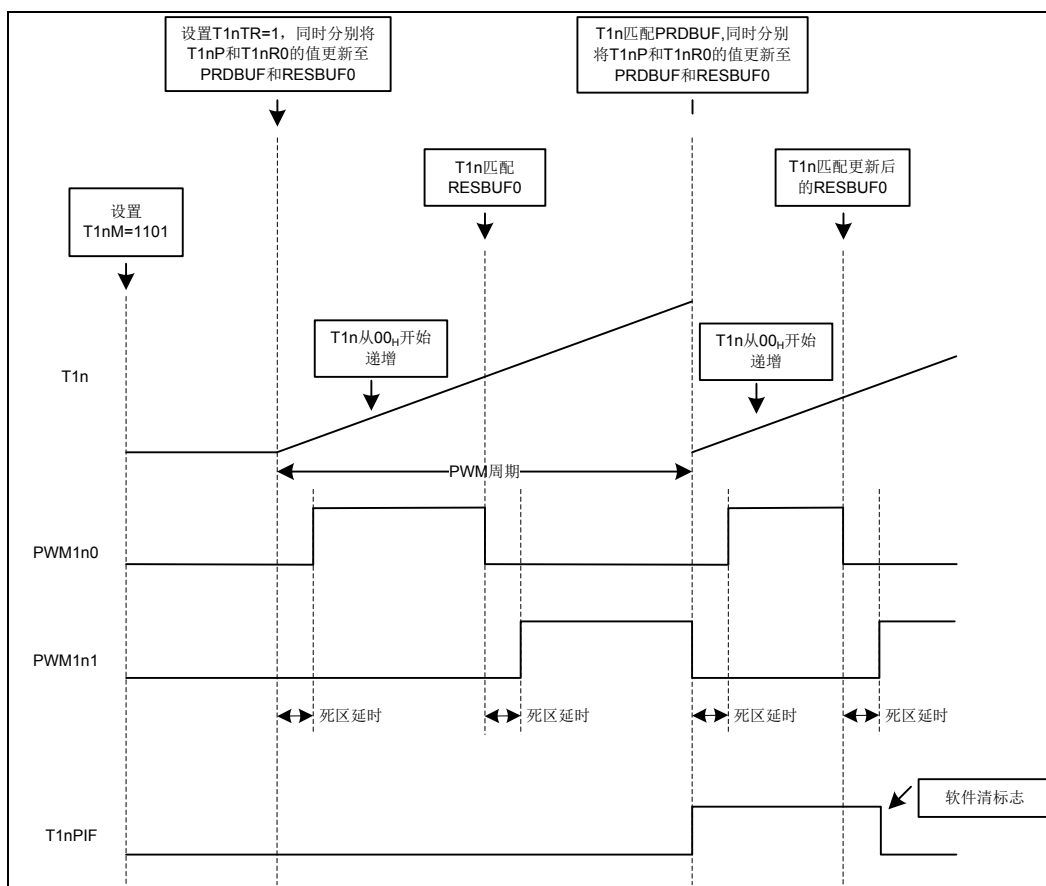 设置T1nTR=1，同时分别将
T1nP和T1nR0的值更新至
PRDBUF和RESBUF0
T1n匹配PRDBUF,同时分别
将T1nP和T1nR0的值更新至
PRDBUF和RESBUF0
T1n匹配
RESBUF0
T1n匹配更新后
的RESBUF0
设置
T1nM=1101
T1n从00H开始
递增
T1n从00H开始
递增
T1n
PWM周期
PWM1n0
PWM1n1
死区延时
死区延时
死区延时
死区延时
软件清标志
T1nPIF